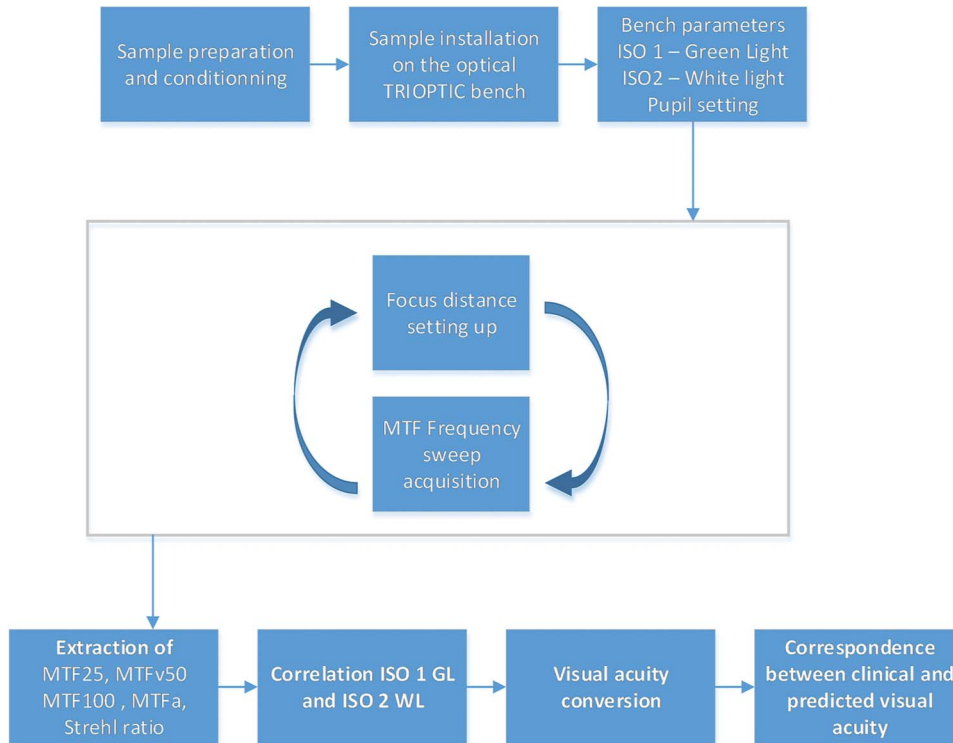 Sample preparation
and conditionning
Sample installation
on the optical
TRIOPTIC bench
Bench parameters
ISO 1 – Green Light
ISO2 – White light
Pupil setting
Focus distance
setting up
MTF Frequency
sweep
acquisition
Extraction of
MTF25, MTFv50
MTF100 , MTFa,
Strehl ratio
Correlation ISO 1 GL
and ISO 2 WL
Visual acuity
conversion
Correspondence
between clinical and
predicted visual
acuity